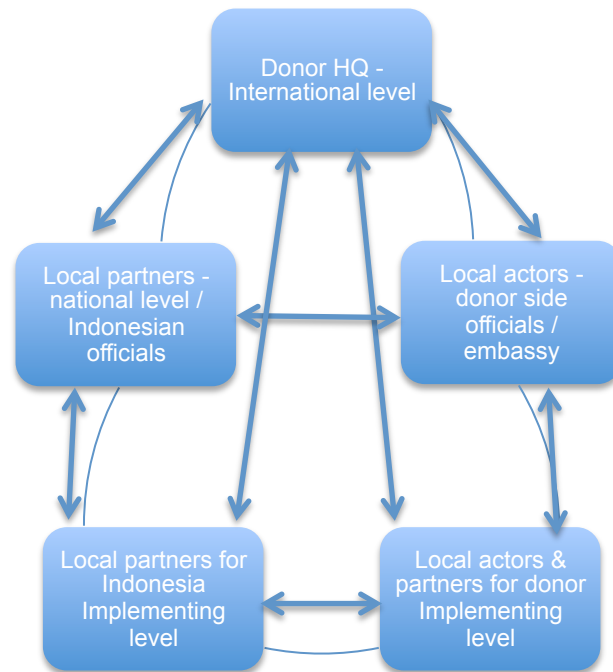 Donor HQ -
International level
Local partners -
national level /
Indonesian
officials
Local actors -
donor side
officials /
embassy
Local partners for
Indonesia
Implementing
level
Local actors &
partners for donor
Implementing
level